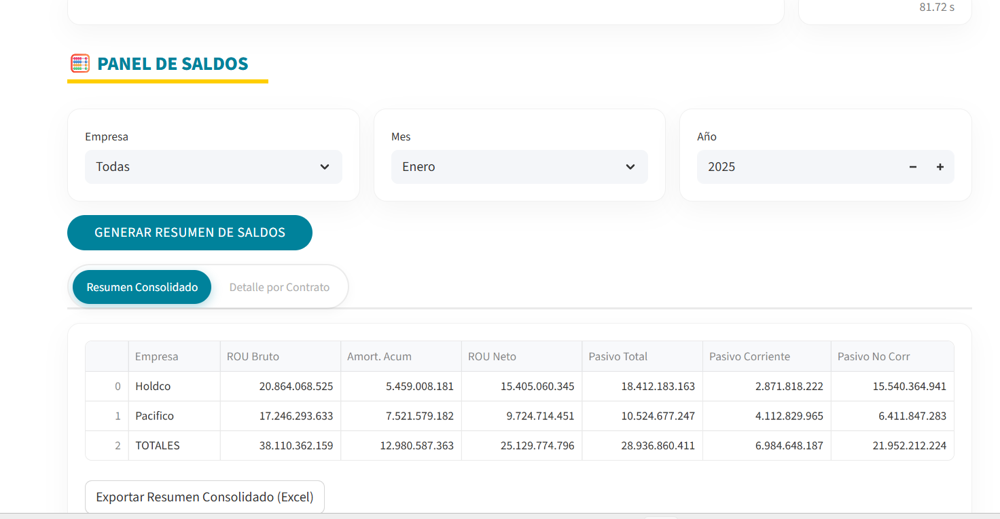 81.72 s
PANEL DE SALDOS
Empresa Mes Año
Todas Enero 2025 − +
GENERAR RESUMEN DE SALDOS
Resumen Consolidado Detalle por Contrato
Empresa ROU Bruto Amort. Acum ROU Neto Pasivo Total Pasivo Corriente Pasivo No Corr
0 Holdco 20.864.068.525 5.459.008.181 15.405.060.345 18.412.183.163 2.871.818.222 15.540.364.941
1 Pacifico 17.246.293.633 7.521.579.182 9.724.714.451 10.524.677.247 4.112.829.965 6.411.847.283
2 TOTALES 38.110.362.159 12.980.587.363 25.129.774.796 28.936.860.411 6.984.648.187 21.952.212.224
Exportar Resumen Consolidado (Excel)